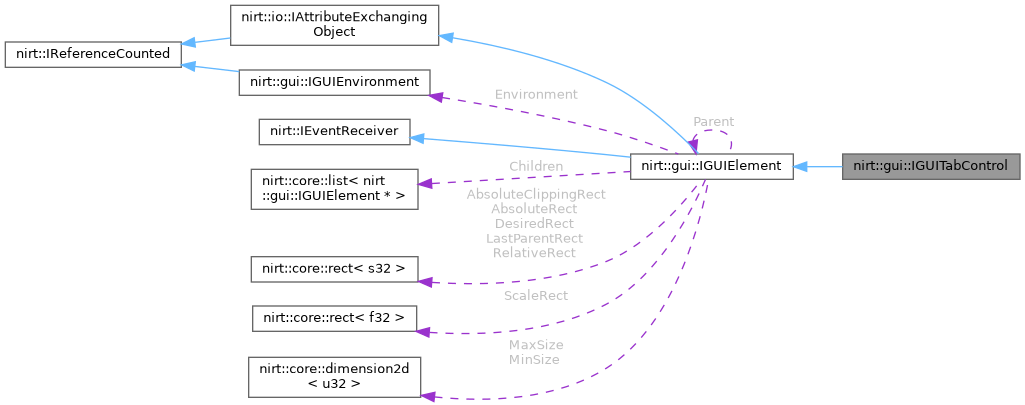 nirt::io::IAttributeExchanging
Object
nirt::IReferenceCounted
nirt::gui::IGUIEnvironment
Environment
nirt::IEventReceiver
Parent
nirt::gui::IGUIElement
nirt::gui::IGUITabControl
Children
nirt::core::list< nirt
::gui::IGUIElement * >
AbsoluteClippingRect
AbsoluteRect
DesiredRect
LastParentRect
RelativeRect
nirt::core::rect< s32 >
ScaleRect
nirt::core::rect< f32 >
MaxSize
MinSize
nirt::core::dimension2d
< u32 >